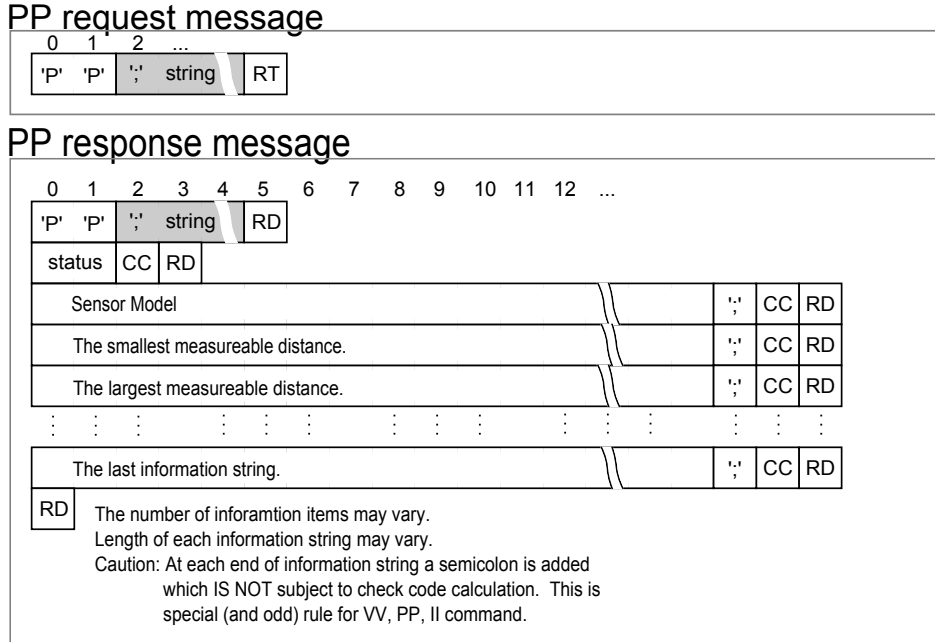 PP request message
0 1 2 ...
'P' 'P' ';' string RT
PP response message
0 1 2 3 4 5 6 7 8 9 10 11 12 ...
'P' 'P' ';' string RD
status CC RD
Sensor Model ';' CC RD
The smallest measureable distance. ';' CC RD
The largest measureable distance. ';' CC RD
The last information string. ';' CC RD
RD The number of inforamtion items may vary.
Length of each information string may vary.
Caution: At each end of information string a semicolon is added
which IS NOT subject to check code calculation. This is
special (and odd) rule for VV, PP, II command.